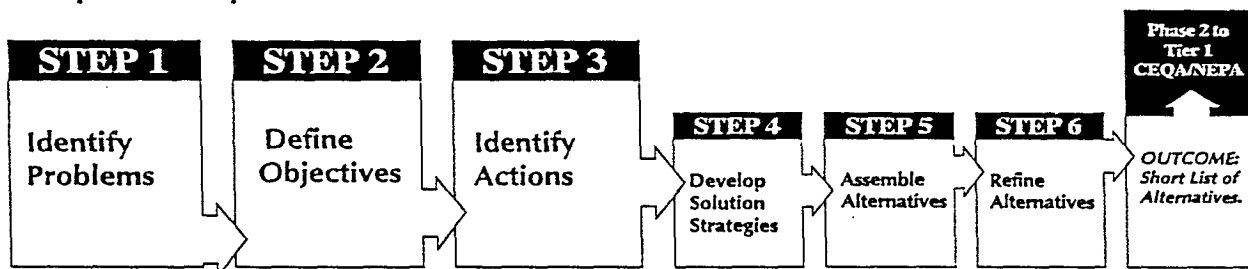 STEP 1
Identify
Problems
STEP 2
Define
Objectives
STEP 3
Identify
Actions
STEP 4
Develop
Solution
Strategies
STEP 5
Assemble
Alternatives
STEP 6
Refine
Alternatives
Phase 2 to
Tier 1
CEQA/NEPA
OUTCOME:
Short List of
Alternatives.